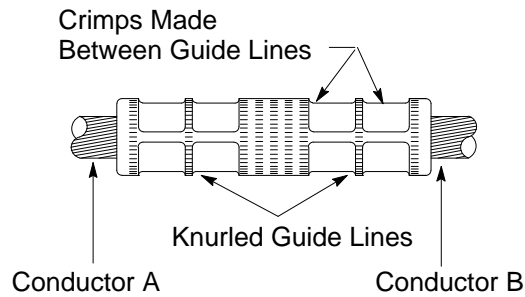 Crimps Made
Between Guide Lines
Knurled Guide Lines
Conductor A
Conductor B